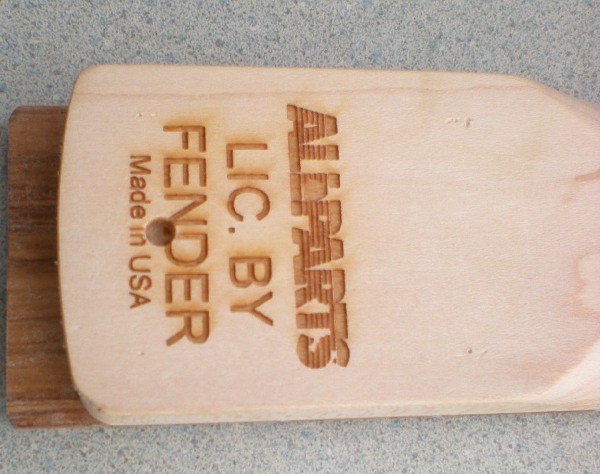 ALLPARTS
LIC. BY
FENDER
Made in USA